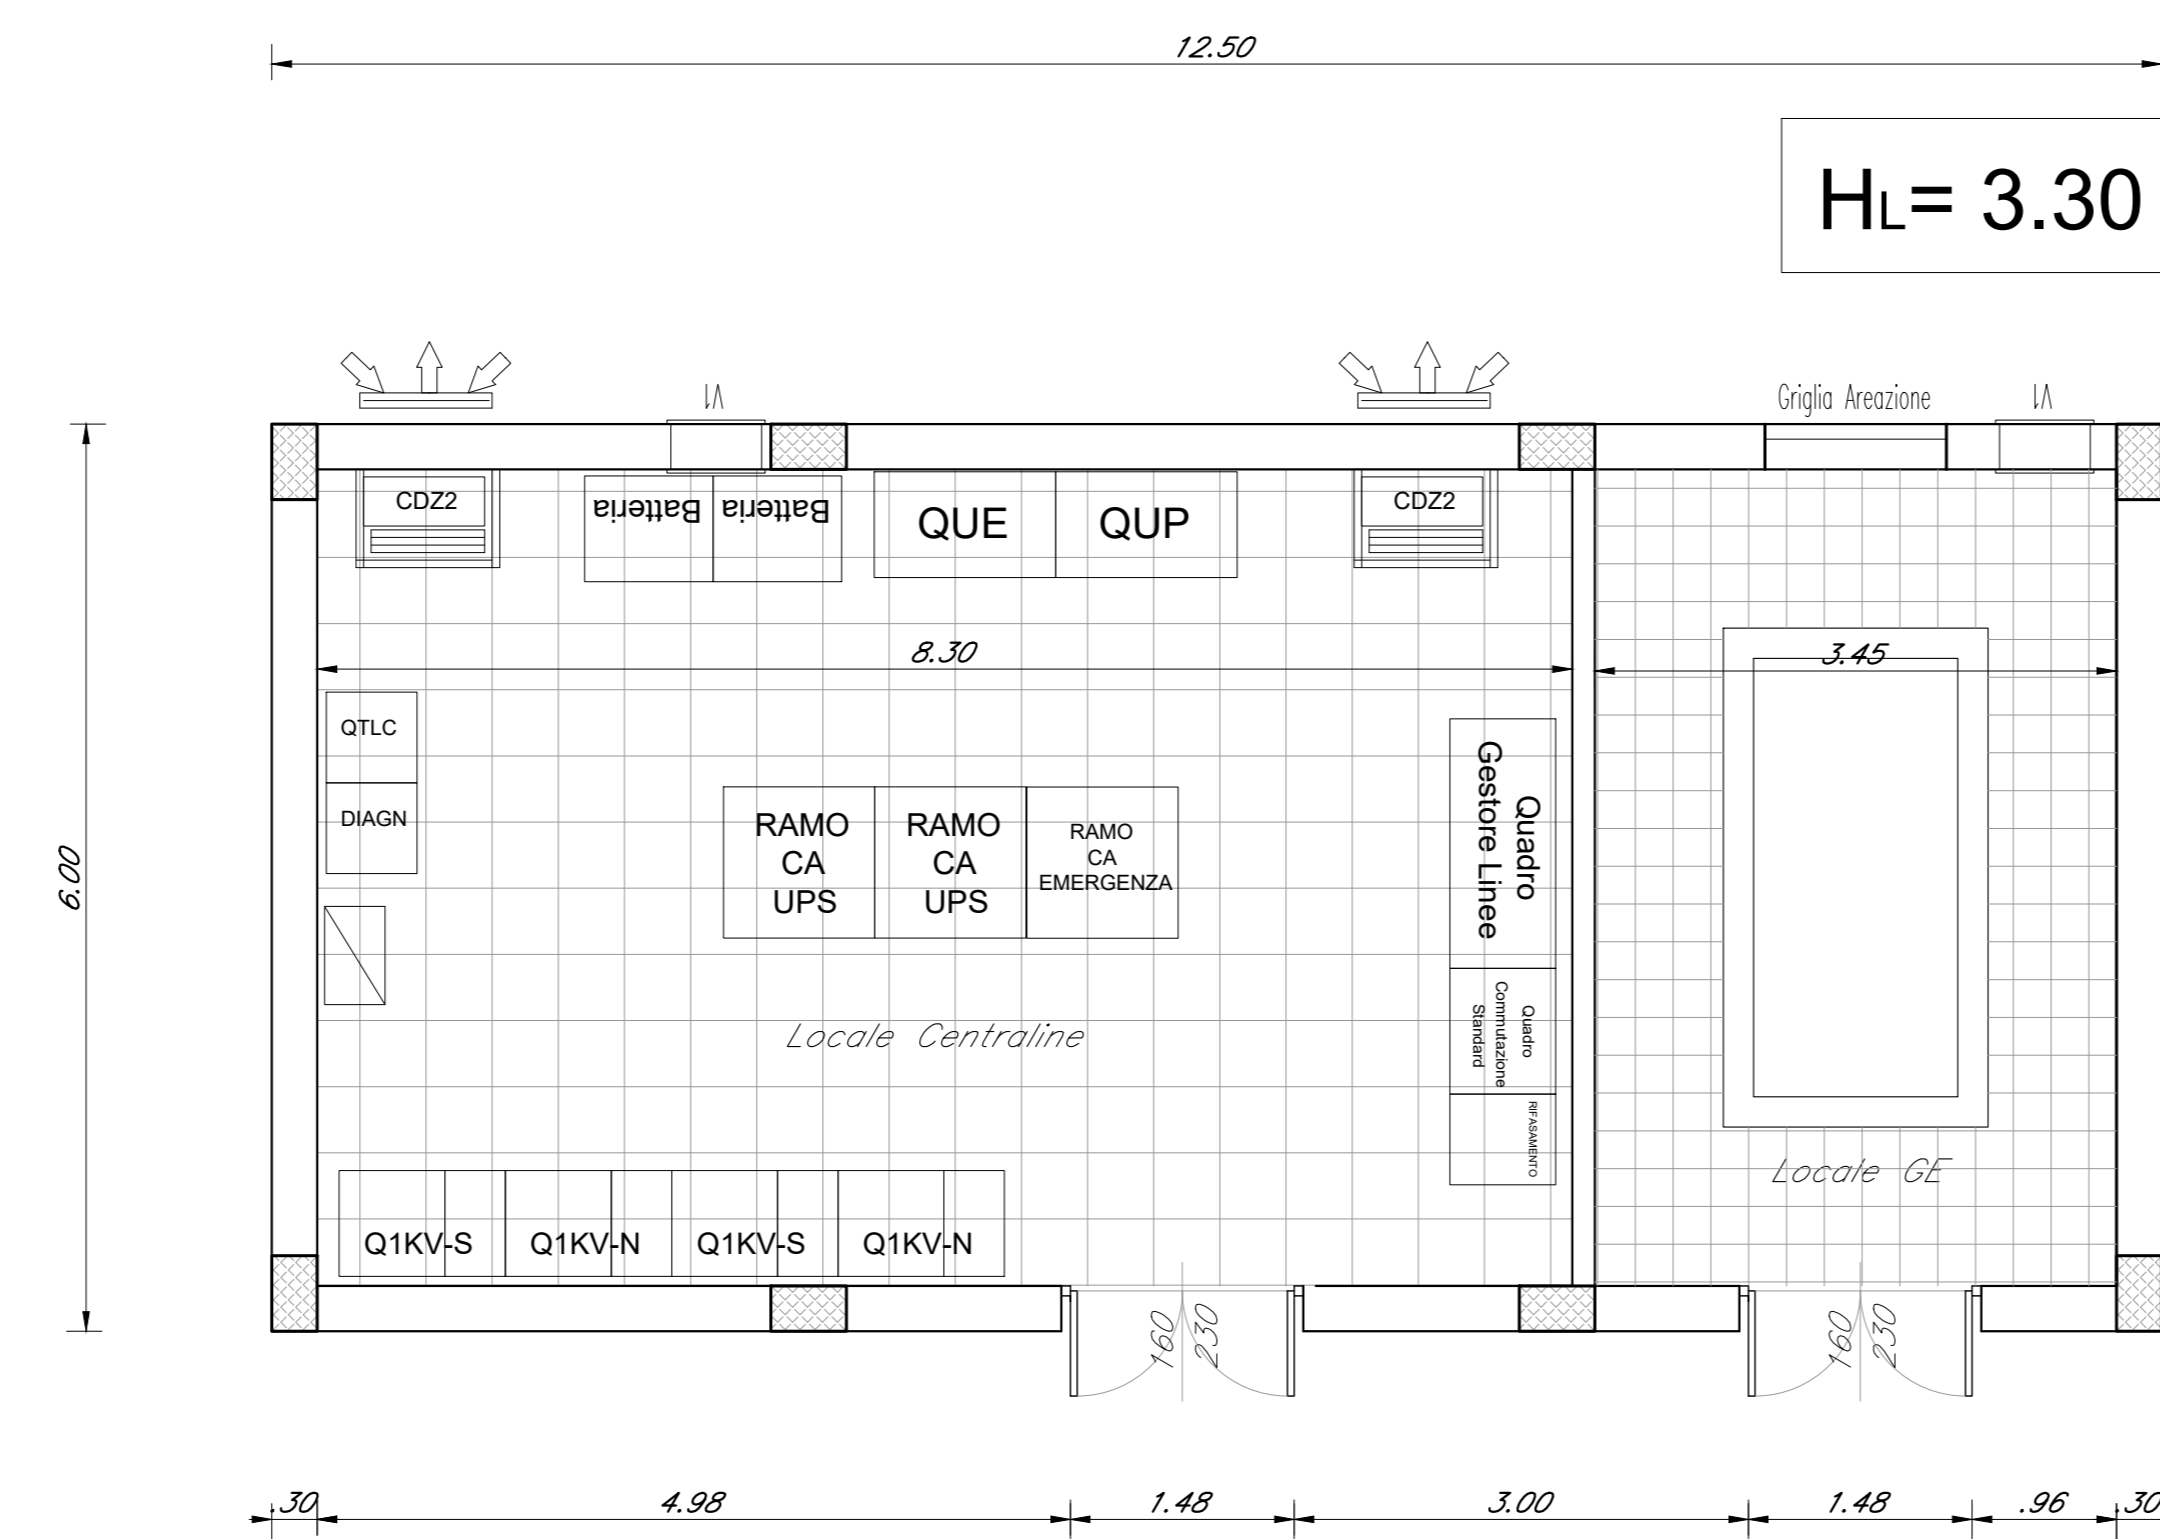 12.50
HL= 3.30
V1
Griglia Areazione
V1
CDZ2
Batteria
Batteria
QUE
QUP
CDZ2
8.30
3.45
6.00
QTLC
DIAGN
RAMO
CA
UPS
RAMO
CA
UPS
RAMO
CA
EMERGENZA
Quadro
Gestore Linee
Quadro
Commutazione
Standard
RIFASAMENTO
Locale Centraline
Locale GE
Q1KV-S
Q1KV-N
Q1KV-S
Q1KV-N
160
230
160
230
.30
4.98
1.48
3.00
1.48
.96
.30